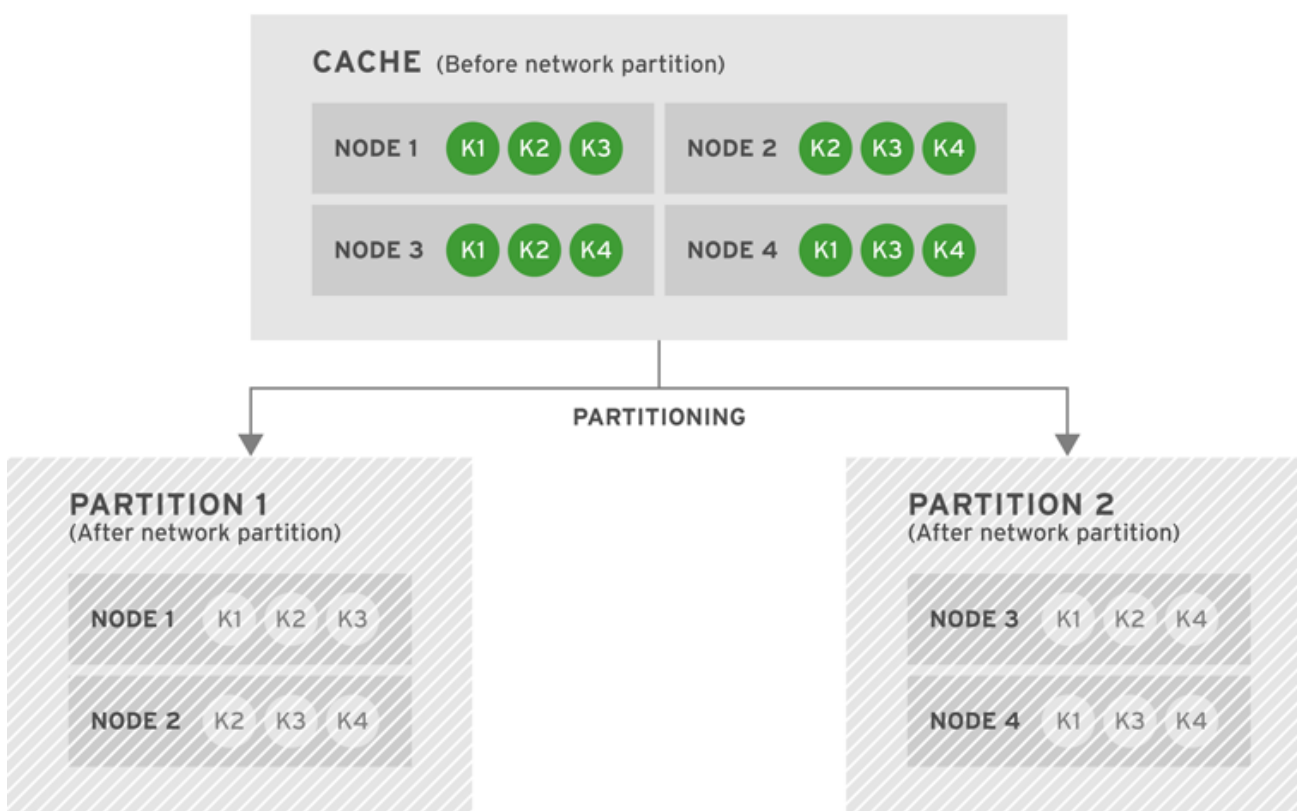 CACHE (Before network partition)
NODE 1 K1 K2 K3
NODE 2 K2 K3 K4
NODE 3 K1 K2 K4
NODE 4 K1 K3 K4
PARTITIONING
PARTITION 1
(After network partition)
NODE 1 K1 K2 K3
NODE 2 K2 K3 K4
PARTITION 2
(After network partition)
NODE 3 K1 K2 K4
NODE 4 K1 K3 K4